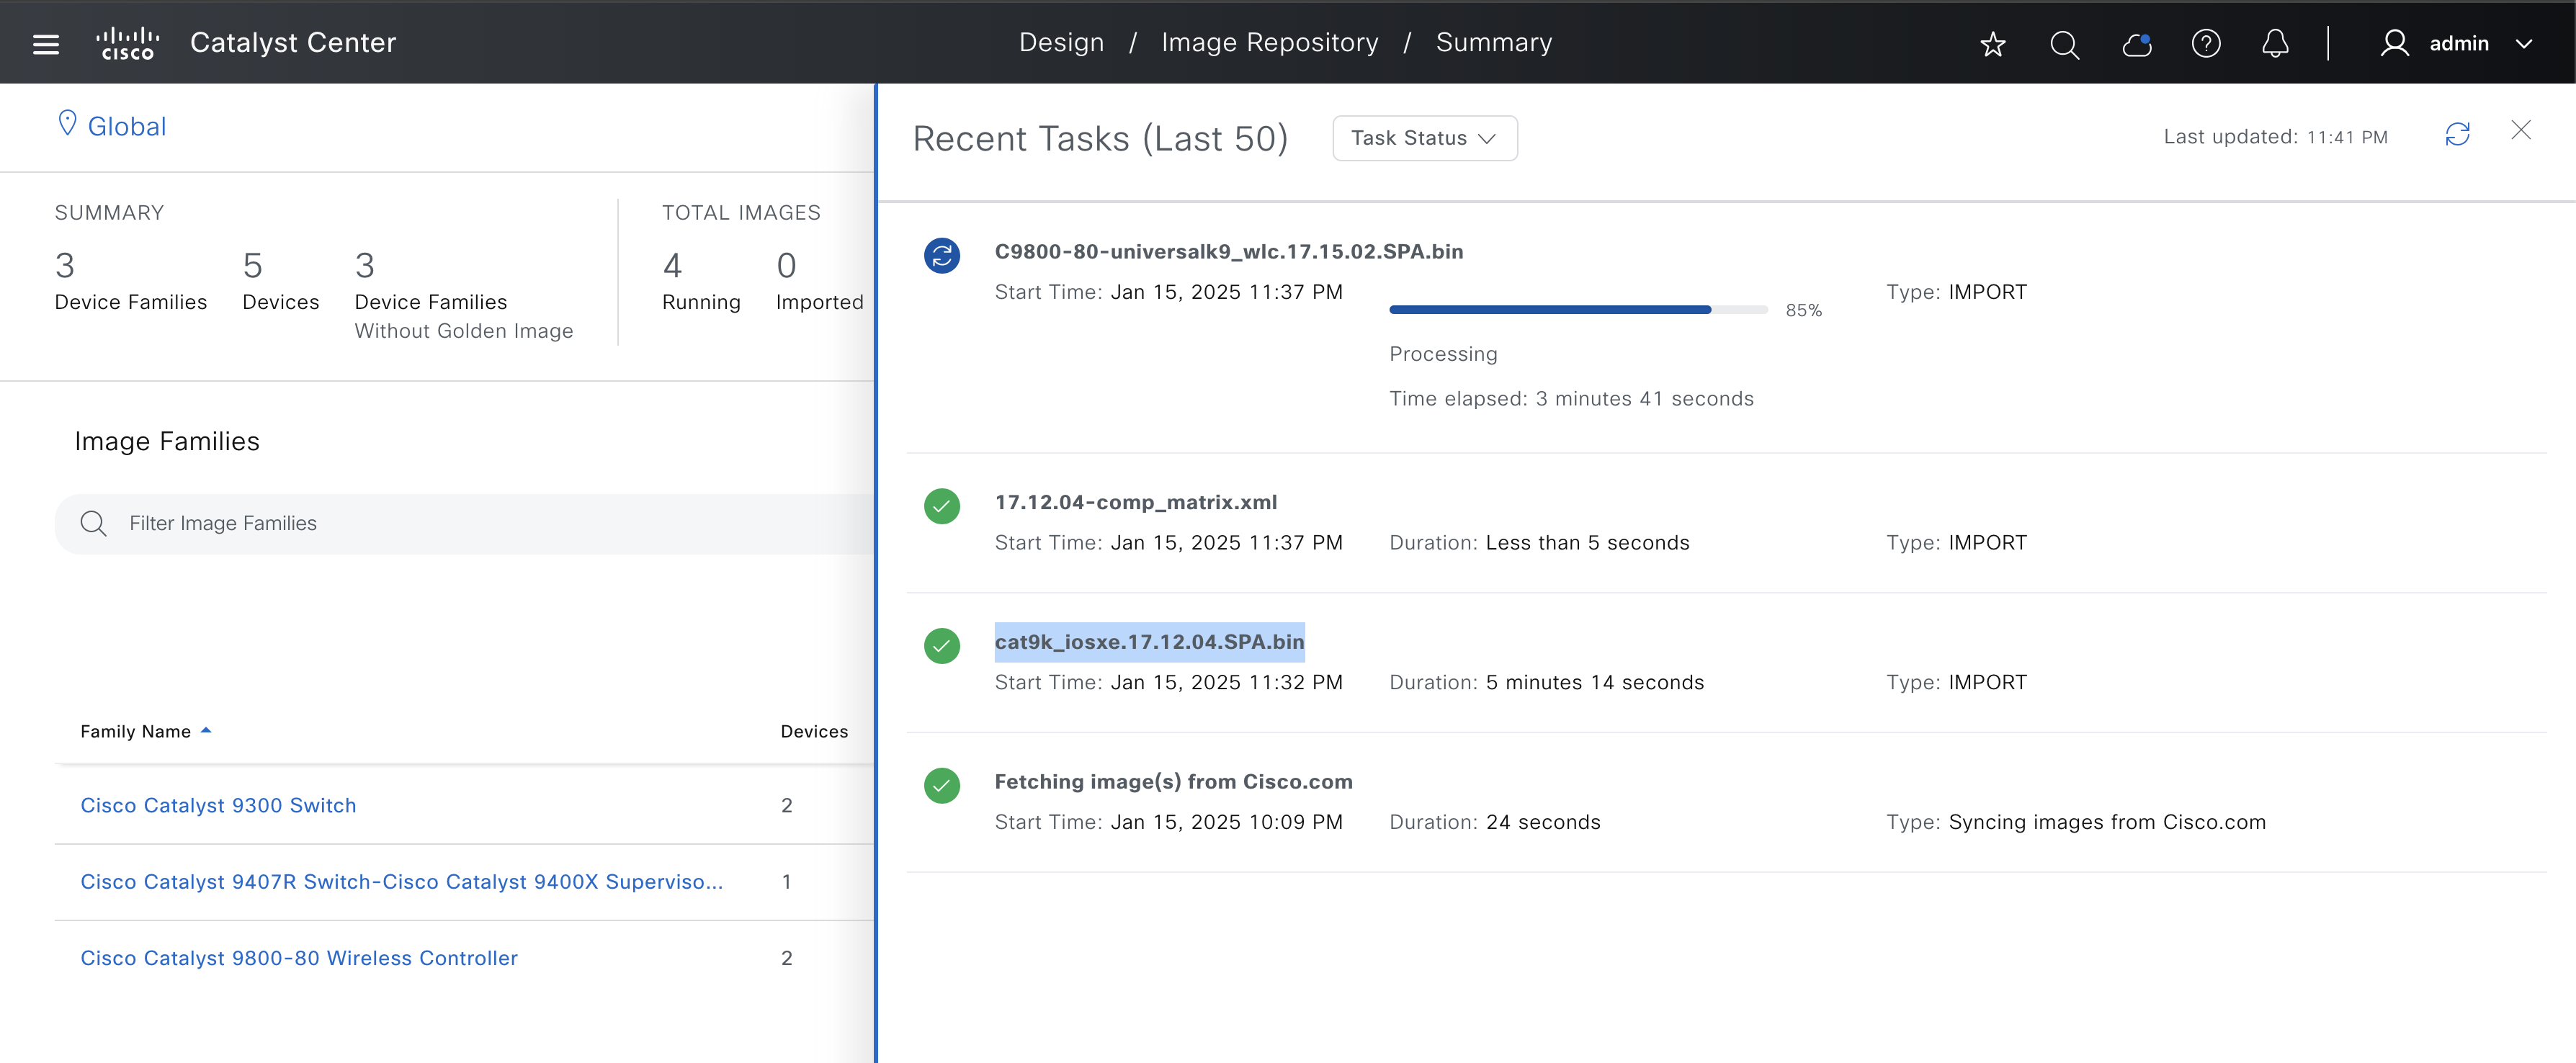 cisco Catalyst Center
Design / Image Repository / Summary
admin
Global
SUMMARY
3
Device Families
5
Devices
3
Device Families
Without Golden Image
TOTAL IMAGES
4
Running
0
Imported
Image Families
Filter Image Families
Family Name Devices
Cisco Catalyst 9300 Switch 2
Cisco Catalyst 9407R Switch-Cisco Catalyst 9400X Superviso... 1
Cisco Catalyst 9800-80 Wireless Controller 2
Recent Tasks (Last 50) Task Status
Last updated: 11:41 PM
C9800-80-universalk9_wlc.17.15.02.SPA.bin
Start Time: Jan 15, 2025 11:37 PM
85%
Processing
Time elapsed: 3 minutes 41 seconds
Type: IMPORT
17.12.04-comp_matrix.xml
Start Time: Jan 15, 2025 11:37 PM Duration: Less than 5 seconds Type: IMPORT
cat9k_iosxe.17.12.04.SPA.bin
Start Time: Jan 15, 2025 11:32 PM Duration: 5 minutes 14 seconds Type: IMPORT
Fetching image(s) from Cisco.com
Start Time: Jan 15, 2025 10:09 PM Duration: 24 seconds Type: Syncing images from Cisco.com